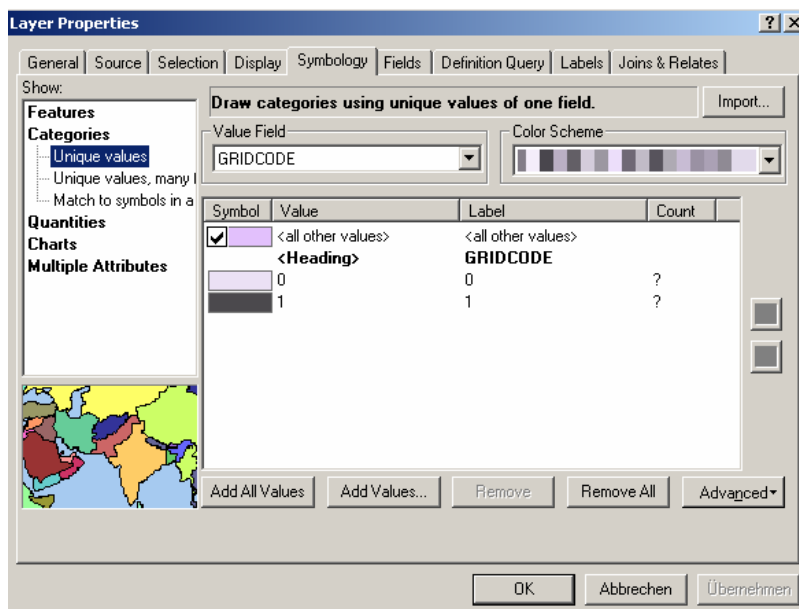 Layer Properties
General Source Selection Display Symbology Fields Definition Query Labels Joins & Relates
Show:
Features
Categories
Unique values
Unique values, many
Match to symbols in a
Quantities
Charts
Multiple Attributes
Draw categories using unique values of one field.
Import...
Value Field
GRIDCODE
Color Scheme
Symbol Value Label Count
<all other values> <all other values>
<Heading> GRIDCODE
0 0 ?
1 1 ?
Add All Values Add Values... Remove Remove All Advanced
OK Abbrechen Übernehmen